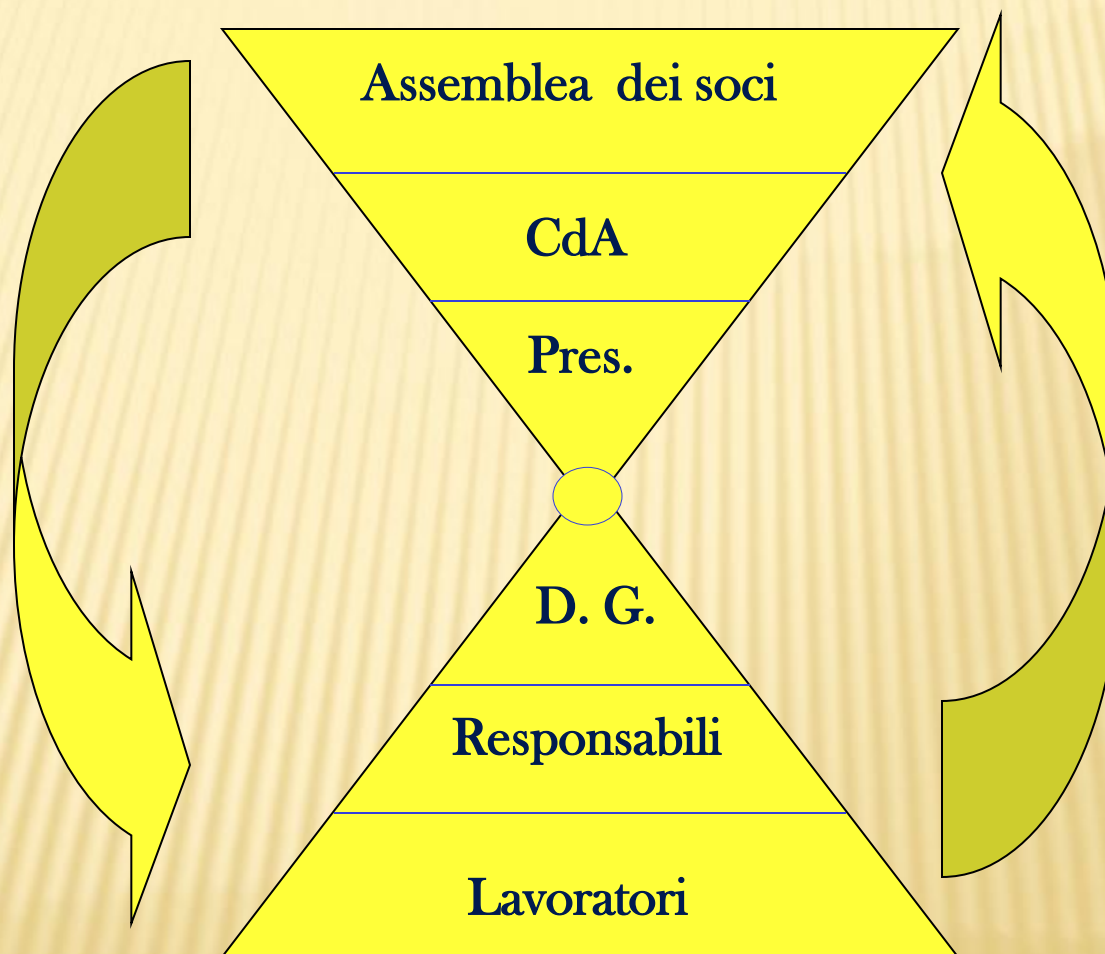 Assemblea dei soci
CdA
Pres.
D. G.
Responsabili
Lavoratori